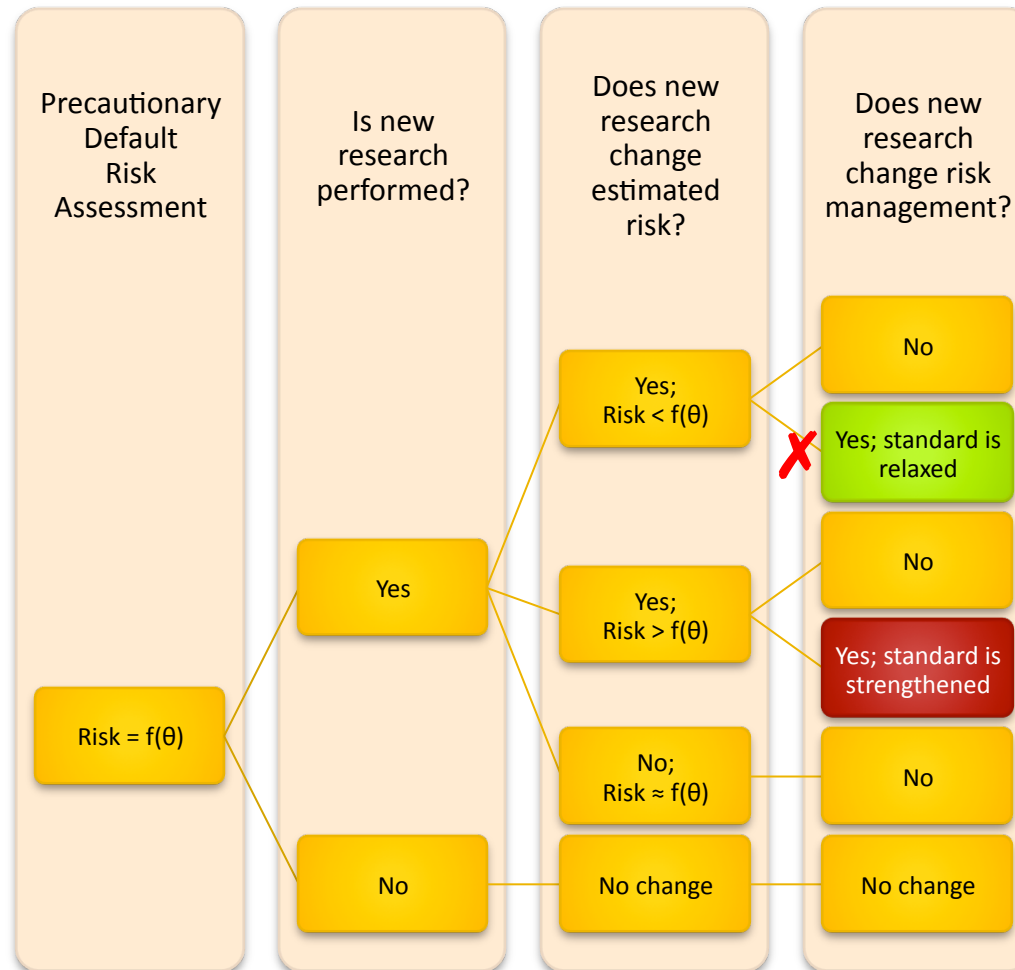 Precautionary
Default
Risk
Assessment
Is new
research
performed?
Does new
research
change
estimated
risk?
Does new
research
change risk
management?
Risk = f(θ)
Yes
No
Yes;
Risk < f(θ)
Yes;
Risk > f(θ)
No;
Risk ≈ f(θ)
No change
No
Yes; standard is
relaxed
No
Yes; standard is
strengthened
No
No change